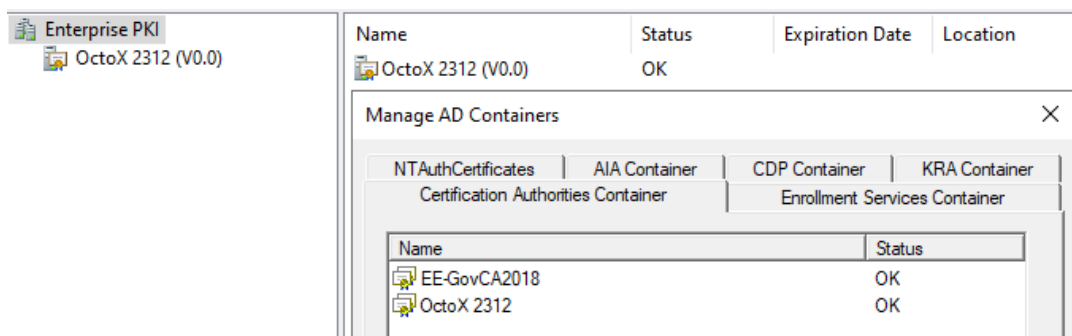 Enterprise PKI
OctoX 2312 (V0.0)
Name Status Expiration Date Location
OctoX 2312 (V0.0) OK
Manage AD Containers
NTAuthCertificates AIA Container CDP Container KRA Container
Certification Authorities Container Enrollment Services Container
Name Status
EE-GovCA2018 OK
OctoX 2312 OK